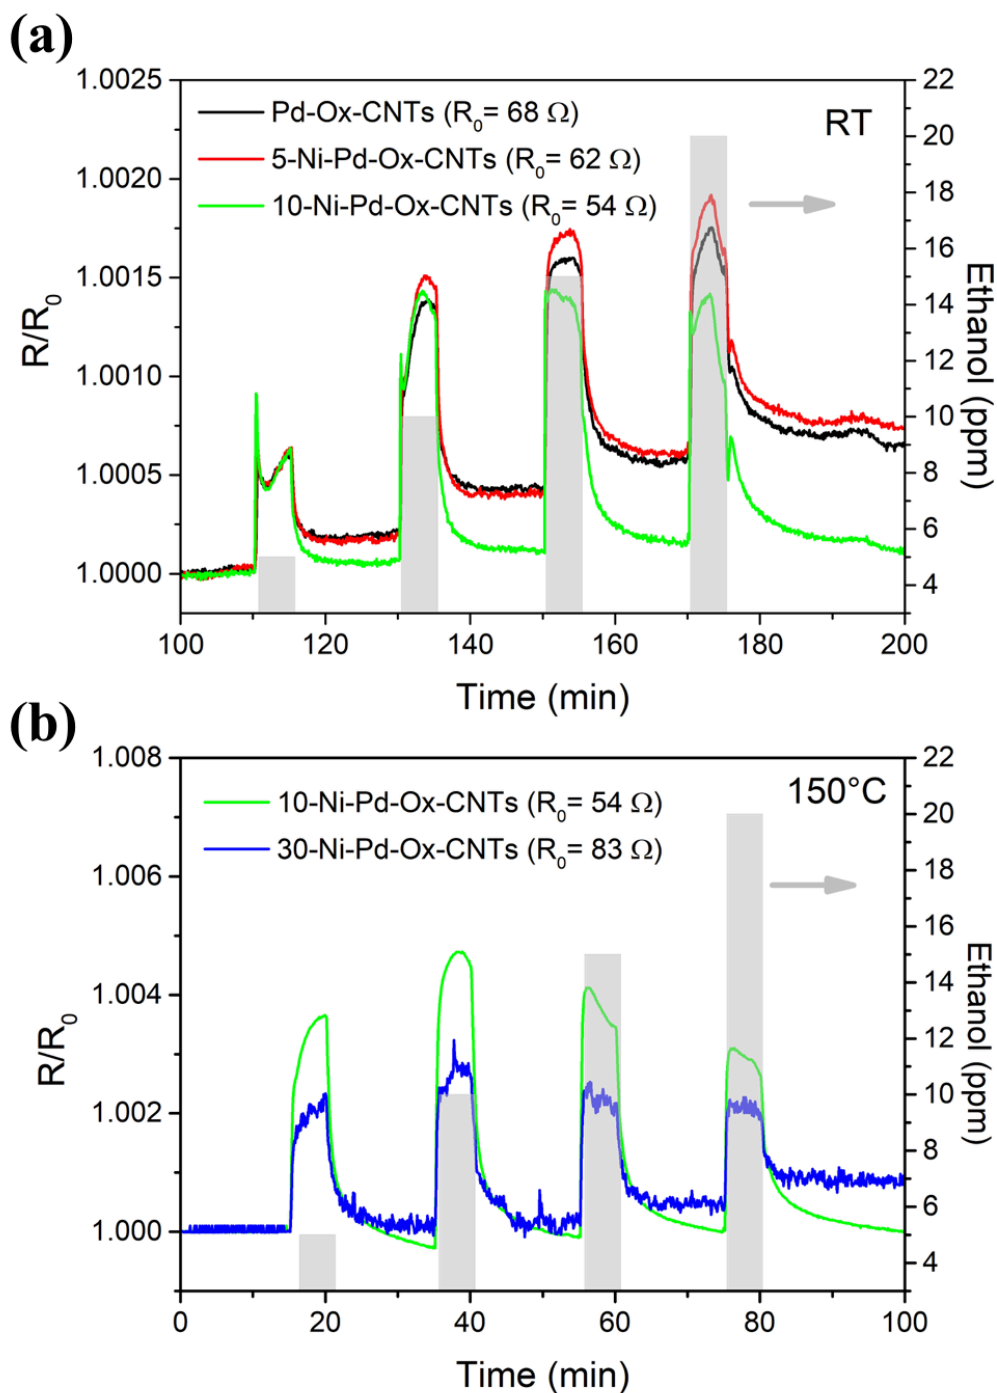 (a)
1.0025
1.0020
1.0015
1.0010
1.0005
1.0000
R/R₀
Pd-Ox-CNTs (R₀= 68 Ω)
5-Ni-Pd-Ox-CNTs (R₀= 62 Ω)
10-Ni-Pd-Ox-CNTs (R₀= 54 Ω)
RT
22
20
18
16
14
12
10
8
6
4
Ethanol (ppm)
100 120 140 160 180 200
Time (min)
(b)
1.008
1.006
1.004
1.002
1.000
R/R₀
10-Ni-Pd-Ox-CNTs (R₀= 54 Ω)
30-Ni-Pd-Ox-CNTs (R₀= 83 Ω)
150°C
22
20
18
16
14
12
10
8
6
4
Ethanol (ppm)
0 20 40 60 80 100
Time (min)